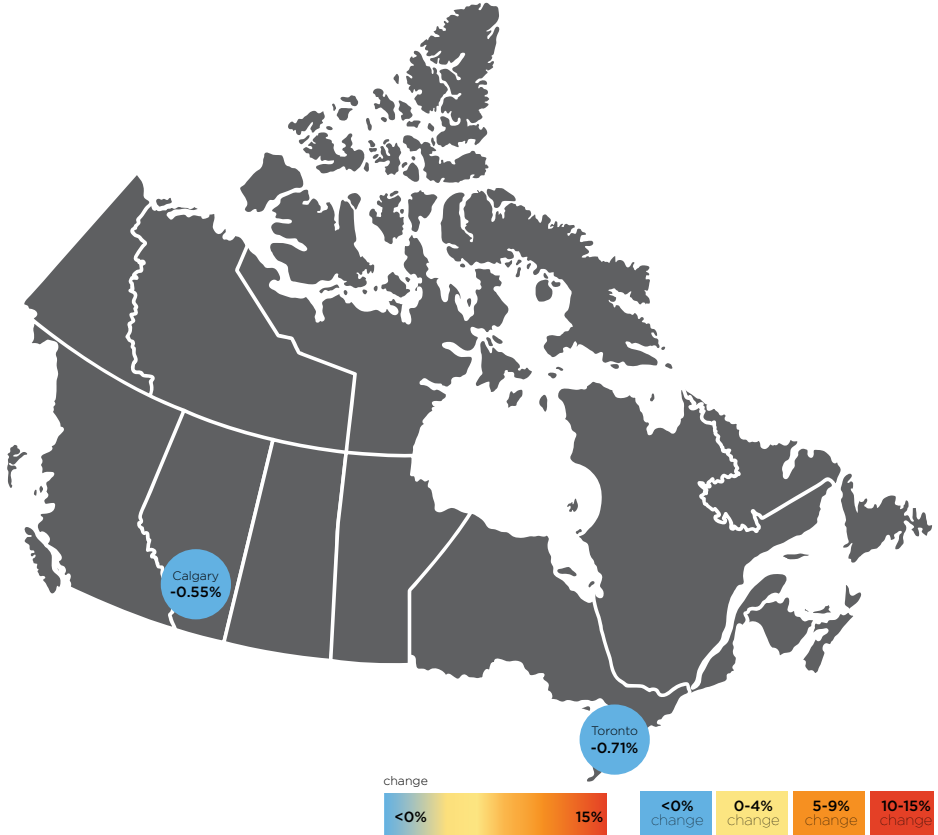 Calgary
-0.55%
Toronto
-0.71%
change
<0%
15%
<0%
change
0-4%
change
5-9%
change
10-15%
change